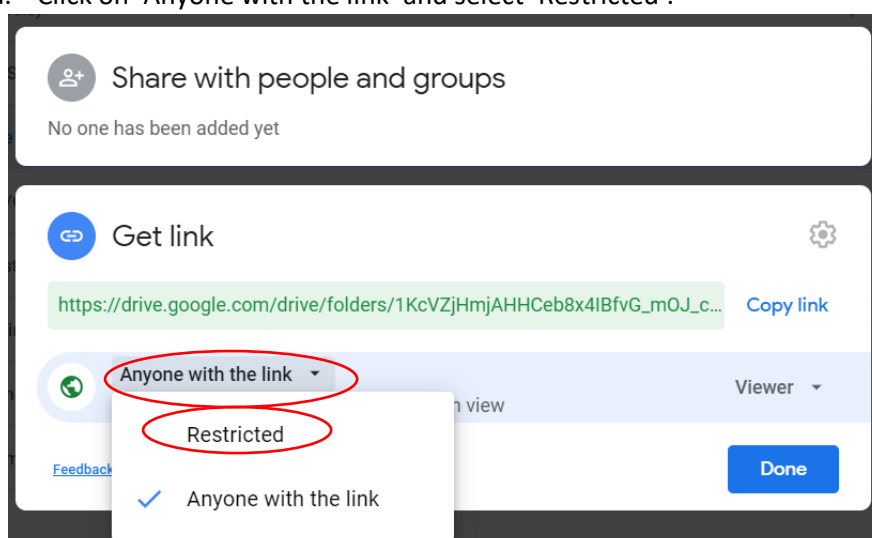 Click on "Anyone with the link" and select "Restricted".
Share with people and groups
No one has been added yet
Get link
https://drive.google.com/drive/folders/1KcVZjHmjAHHCeb8x4IBfvG_mOJ_c...
Copy link
Anyone with the link
view
Viewer
Restricted
Feedback
Done
Anyone with the link